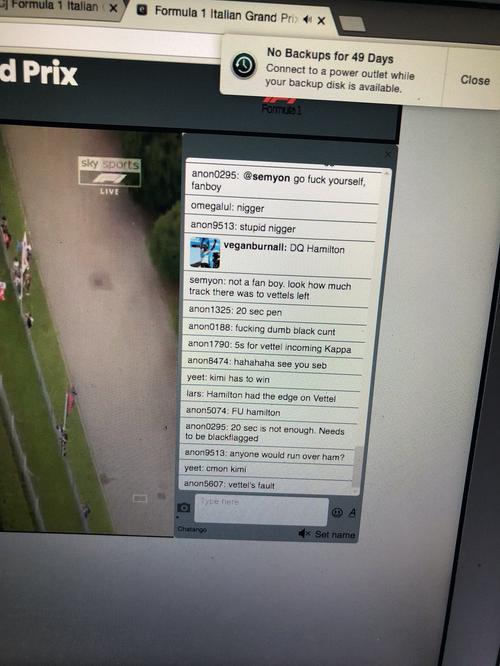 Formula 1 Italian (
Formula 1 Italian Grand Pri
No Backups for 49 Days
Connect to a power outlet while
your backup disk is available.
Close
d Prix
Formula 1
sky sports
F1
LIVE
anon0295: @semyon go fuck yourself,
fanboy
omegalul: nigger
anon9513: stupid nigger
veganburnall: DQ Hamilton
semyon: not a fan boy. look how much
track there was to vettels left
anon1325: 20 sec pen
anon0188: fucking dumb black cunt
anon1790: 5s for vettel incoming Kappa
anon8474: hahahaha see you seb
yeet: kimi has to win
lars: Hamilton had the edge on Vettel
anon5074: FU hamilton
anon0295: 20 sec is not enough. Needs
to be blackflagged
anon9513: anyone would run over ham?
yeet: cmon kimi
anon5607: vettel's fault
Type here
A
Chatango
Set name